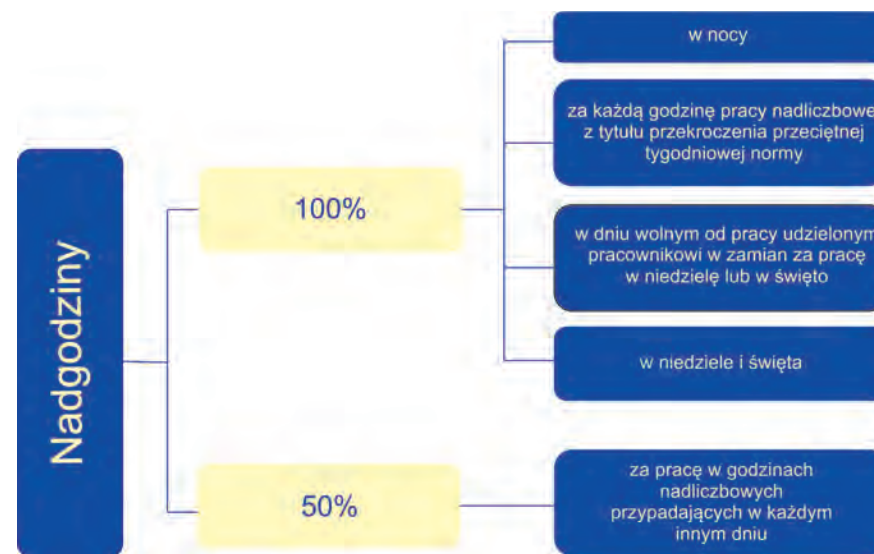 Nadgodziny
100%
w nocy
za każdą godzinę pracy nadliczbowe
z tytułu przekroczenia przeciętnej
tygodniowej normy
w dniu wolnym od pracy udzielonym
pracownikowi w zamian za pracę
w niedzielę lub w święto
w niedziele i święta
50%
za pracę w godzinach
nadliczbowych
przypadających w każdym
innym dniu